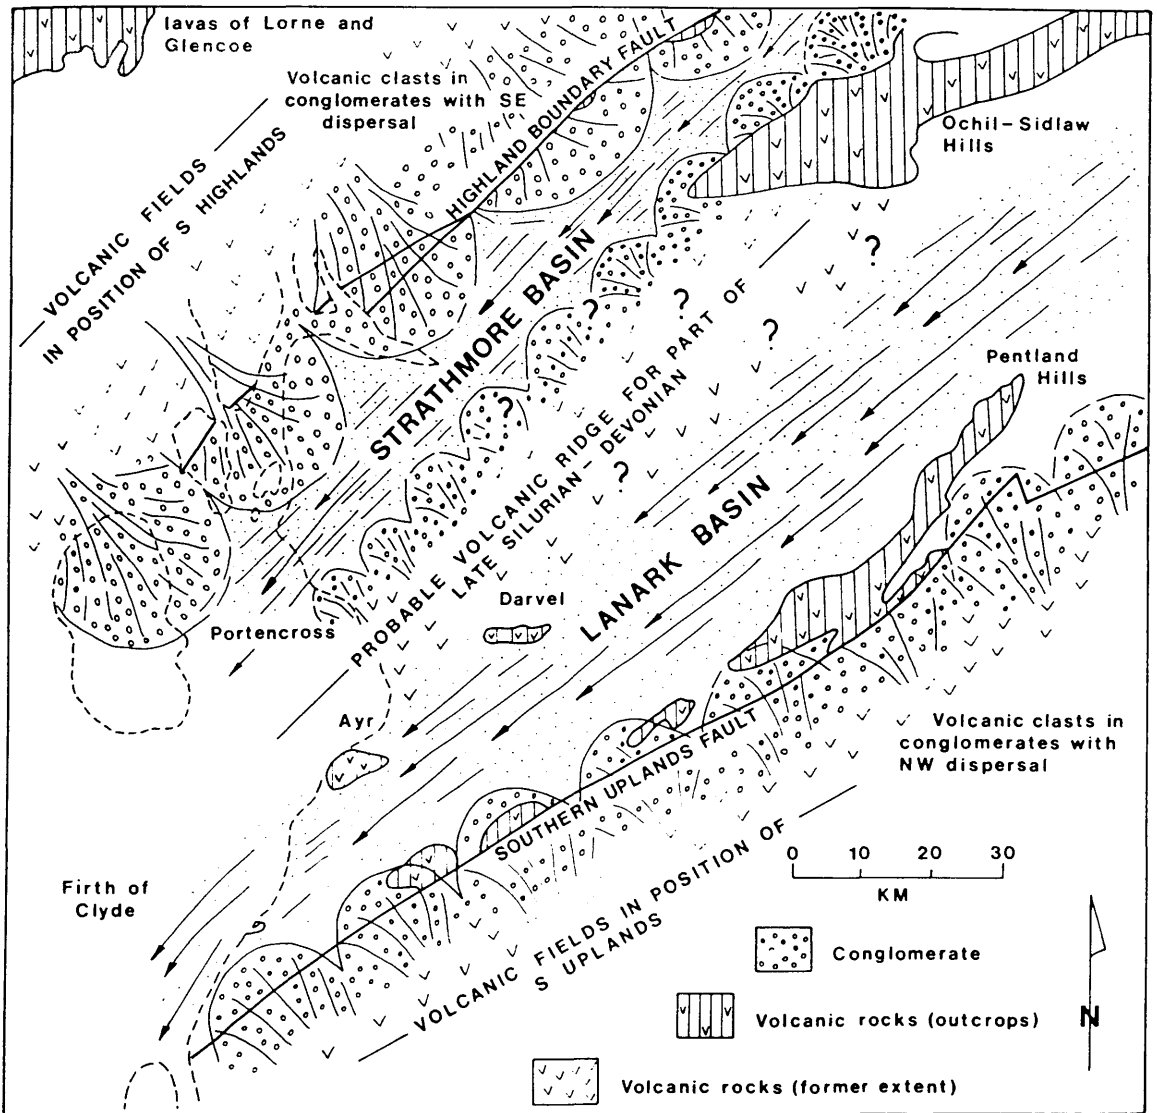 lavas of Lorne and
Glencoe
Volcanic clasts in
conglomerates with SE
dispersal
HIGHLAND BOUNDARY FAULT
Ochil-Sidlaw
Hills
VOLCANIC FIELDS
IN POSITION OF S HIGHLANDS
STRATHMORE BASIN
?
?
?
?
?
?
PROBABLE VOLCANIC RIDGE FOR PART OF
LATE SILURIAN-DEVONIAN
Pentland
Hills
LANARK BASIN
Darvel
Portencross
Ayr
SOUTHERN UPLANDS FAULT
Volcanic clasts in
conglomerates with
NW dispersal
VOLCANIC FIELDS IN POSITION OF
S UPLANDS
Firth of
Clyde
0 10 20 30
KM
Conglomerate
Volcanic rocks (outcrops)
N
Volcanic rocks (former extent)